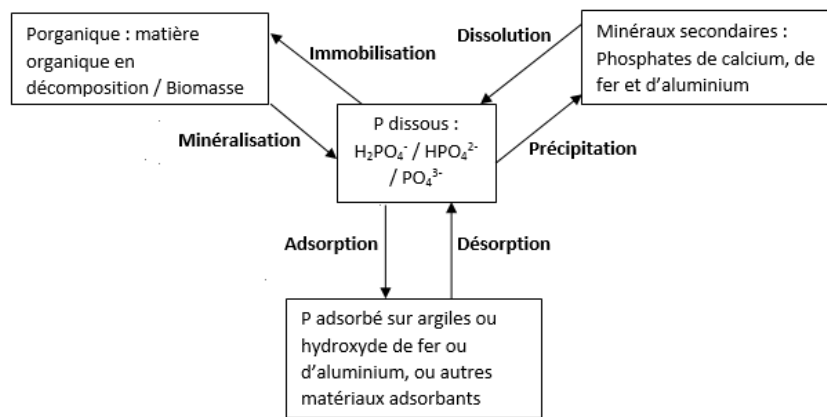 Porganique : matière
organique en
décomposition / Biomasse
Immobilisation
Dissolution
Minéraux secondaires :
Phosphates de calcium, de
fer et d’aluminium
Minéralisation
P dissous :
H₂PO₄⁻ / HPO₄²⁻
/ PO₄³⁻
Précipitation
Adsorption
Désorption
P adsorbé sur argiles ou
hydroxyde de fer ou
d’aluminium, ou autres
matériaux adsorbants